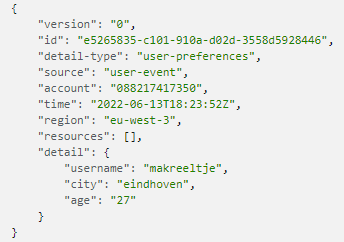 {
    "version": "0",
    "id": "e5265835-c101-910a-d02d-3558d5928446",
    "detail-type": "user-preferences",
    "source": "user-event",
    "account": "088217417350",
    "time": "2022-06-13T18:23:52Z",
    "region": "eu-west-3",
    "resources": [],
    "detail": {
        "username": "makreeltje",
        "city": "eindhoven",
        "age": "27"
    }
}